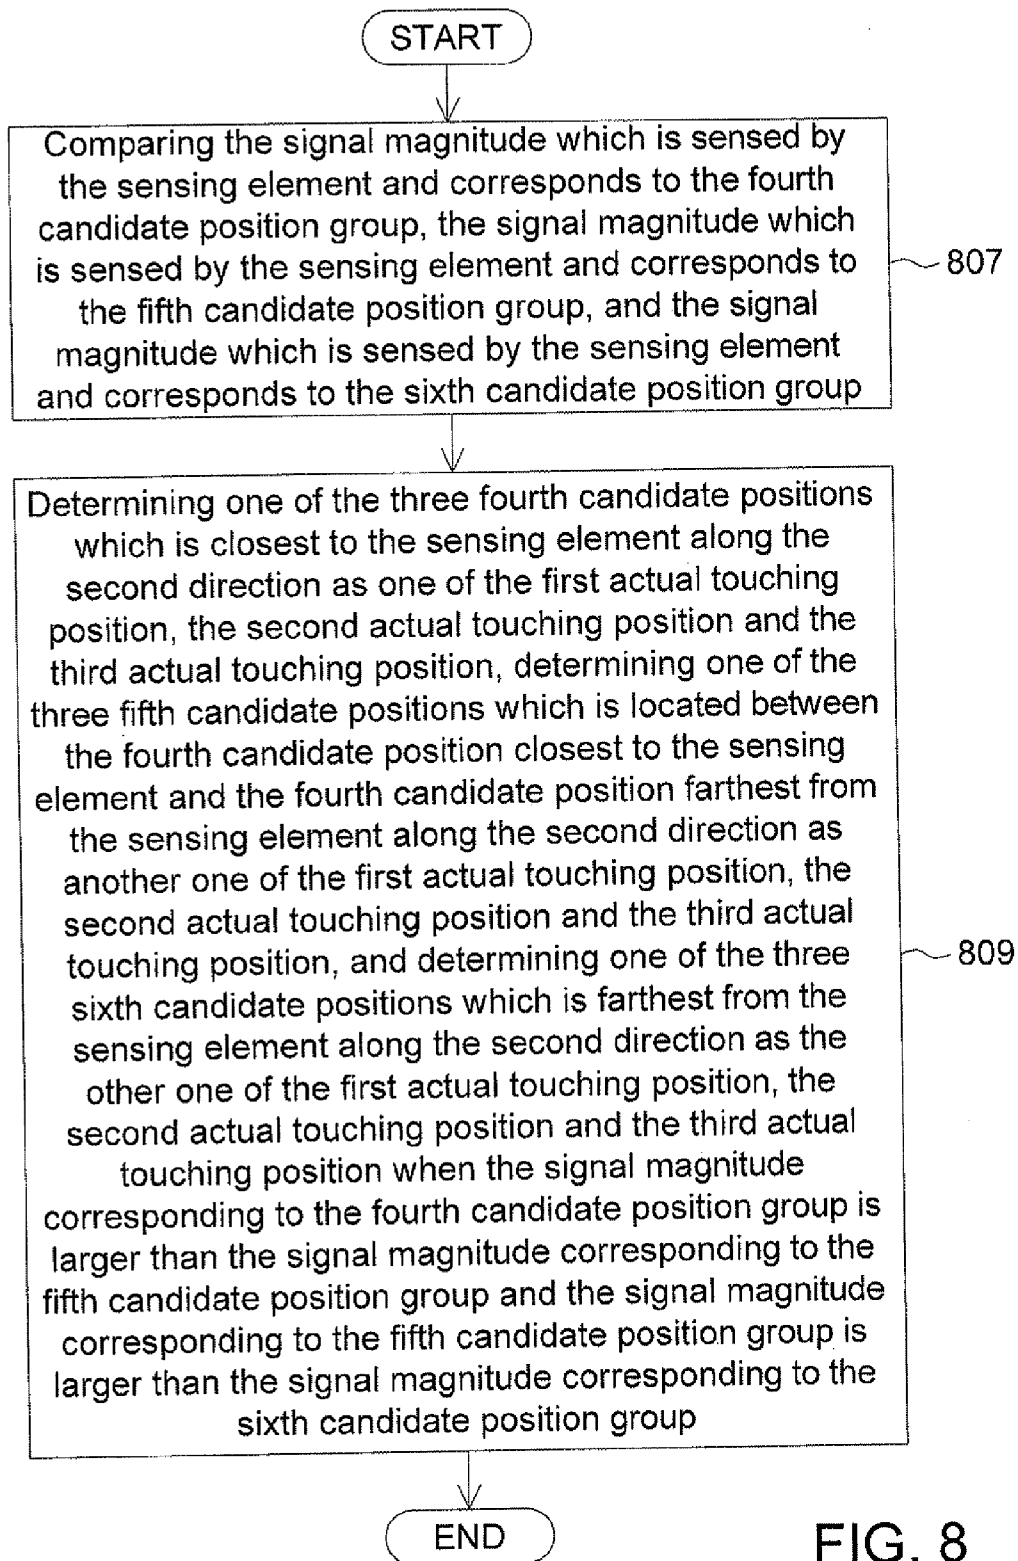 START
Comparing the signal magnitude which is sensed by
the sensing element and corresponds to the fourth
candidate position group, the signal magnitude which
is sensed by the sensing element and corresponds to
the fifth candidate position group, and the signal
magnitude which is sensed by the sensing element
and corresponds to the sixth candidate position group
807
Determining one of the three fourth candidate positions
which is closest to the sensing element along the
second direction as one of the first actual touching
position, the second actual touching position and the
third actual touching position, determining one of the
three fifth candidate positions which is located between
the fourth candidate position closest to the sensing
element and the fourth candidate position farthest from
the sensing element along the second direction as
another one of the first actual touching position, the
second actual touching position and the third actual
touching position, and determining one of the three
sixth candidate positions which is farthest from the
sensing element along the second direction as the
other one of the first actual touching position, the
second actual touching position and the third actual
touching position when the signal magnitude
corresponding to the fourth candidate position group is
larger than the signal magnitude corresponding to the
fifth candidate position group and the signal magnitude
corresponding to the fifth candidate position group is
larger than the signal magnitude corresponding to the
sixth candidate position group
809
END
FIG. 8